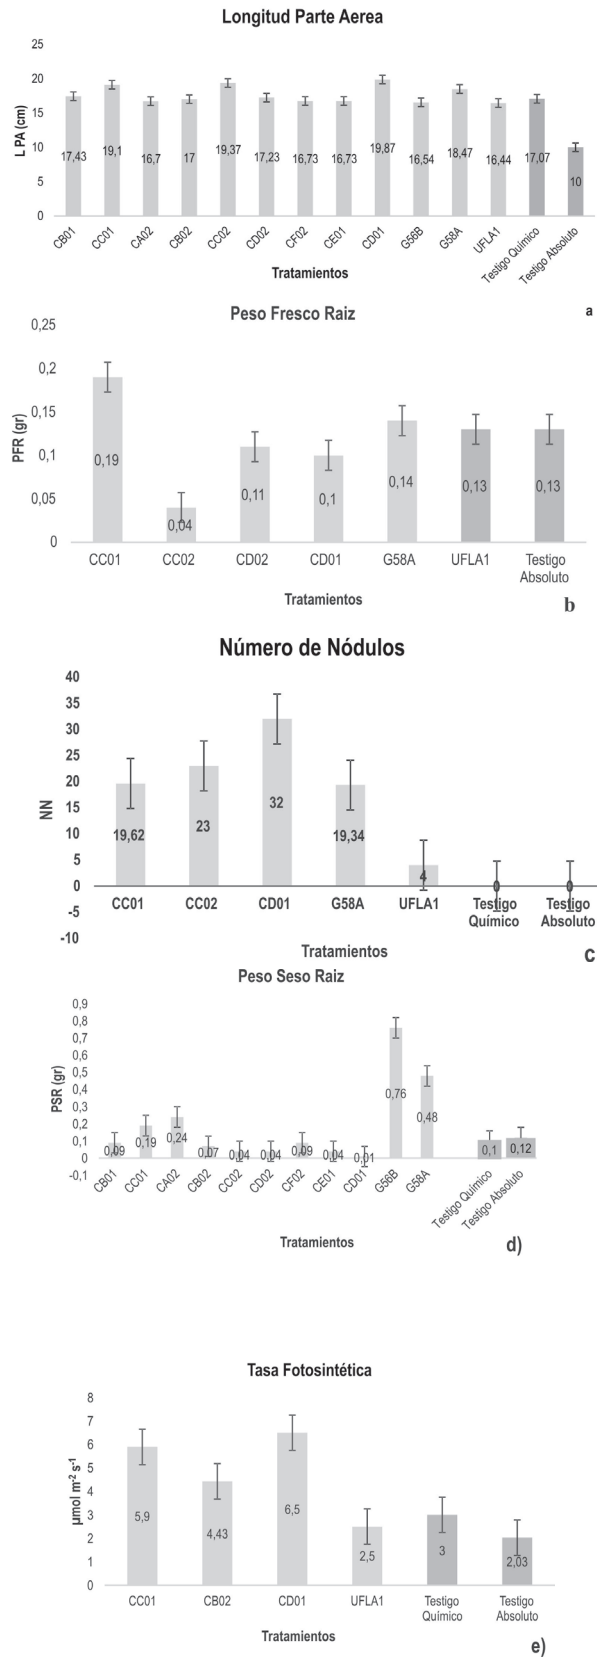 Longitud Parte Aerea
25
20
15
10
5
0
L PA (cm)
17,43
19,1
16,7
17
19,37
17,23
16,73
16,73
19,87
16,54
18,47
16,44
17,07
10
CB01
CC01
CA02
CB02
CC02
CD02
CF02
CE01
CD01
G56B
G58A
UFLA1
Testigo Químico
Testigo Absoluto
Tratamientos
a
Peso Fresco Raiz
0,25
0,2
0,15
0,1
0,05
0
PFR (gr)
0,19
0,04
0,11
0,1
0,14
0,13
0,13
CC01
CC02
CD02
CD01
G58A
UFLA1
Testigo
Absoluto
Tratamientos
b
Número de Nódulos
40
35
30
25
20
15
10
5
0
-5
-10
NN
19,62
23
32
19,34
4
0
0
CC01
CC02
CD01
G58A
UFLA1
Testigo
Químico
Testigo
Absoluto
Tratamientos
c
Peso Seso Raiz
0,9
0,8
0,7
0,6
0,5
0,4
0,3
0,2
0,1
0
-0,1
PSR (gr)
0,09
0,19
0,24
0,07
0,04
0,04
0,09
0,04
0,01
0,76
0,48
0,1
0,12
CB01
CC01
CA02
CB02
CC02
CD02
CF02
CE01
CD01
G56B
G58A
Testigo Químico
Testigo Absoluto
Tratamientos
d)
Tasa Fotosintética
8
7
6
5
4
3
2
1
0
µmol m-2 s-1
5,9
4,43
6,5
2,5
3
2,03
CC01
CB02
CD01
UFLA1
Testigo
Químico
Testigo
Absoluto
Tratamientos
e)